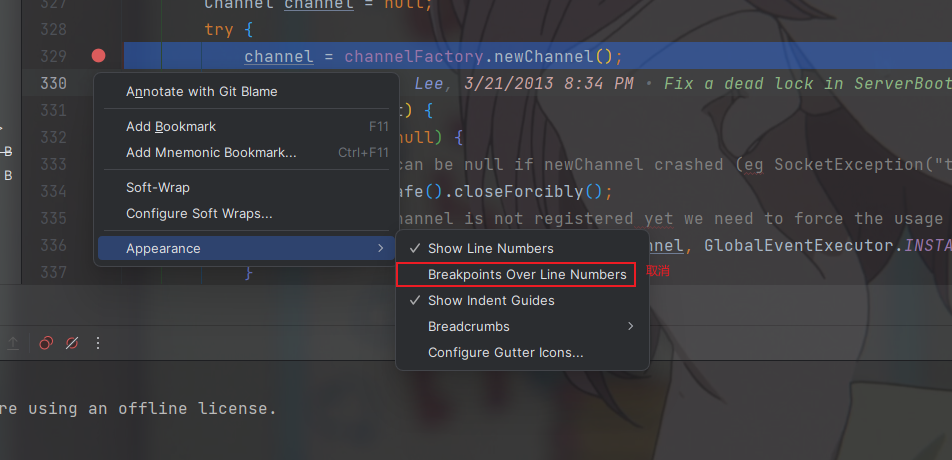 327 Channel channel = null;
328 try {
329 channel = channelFactory.newChannel();
330 Lee, 3/21/2013 8:34 PM • Fix a dead lock in ServerBoot
331 t) {
332 null) {
333 can be null if newChannel crashed (eg SocketException("t
334 afe().closeForcibly();
335 hannel is not registered yet we need to force the usage
336 nnel, GlobalEventExecutor.INSTA
337 }
Annotate with Git Blame
Add Bookmark F11
Add Mnemonic Bookmark... Ctrl+F11
Soft-Wrap
Configure Soft Wraps...
Appearance
Show Line Numbers
Breakpoints Over Line Numbers 取消
Show Indent Guides
Breadcrumbs
Configure Gutter Icons...
B
B
re using an offline license.